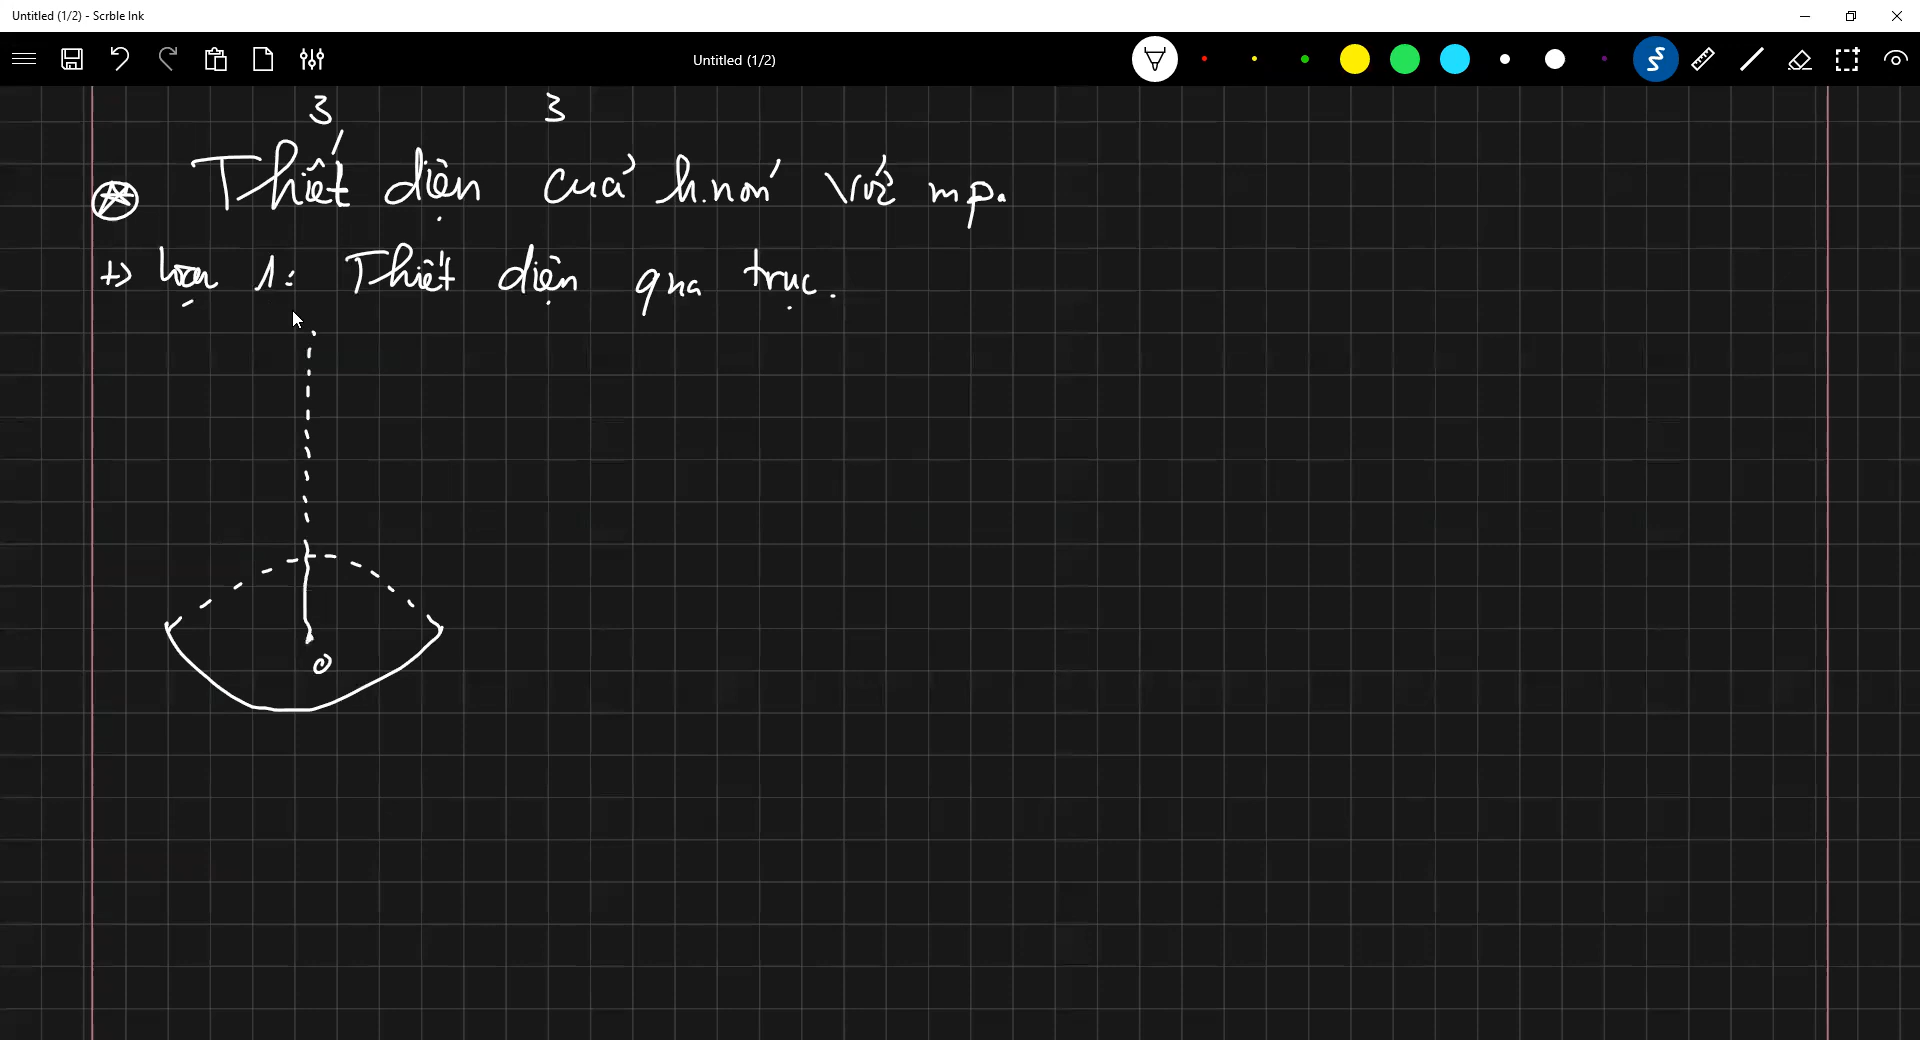 Untitled (1/2) - Scrble Ink
Untitled (1/2)
3 3
Thiết diện của h.nón với mp.
+> loại 1: Thiết diện qua trục.
O